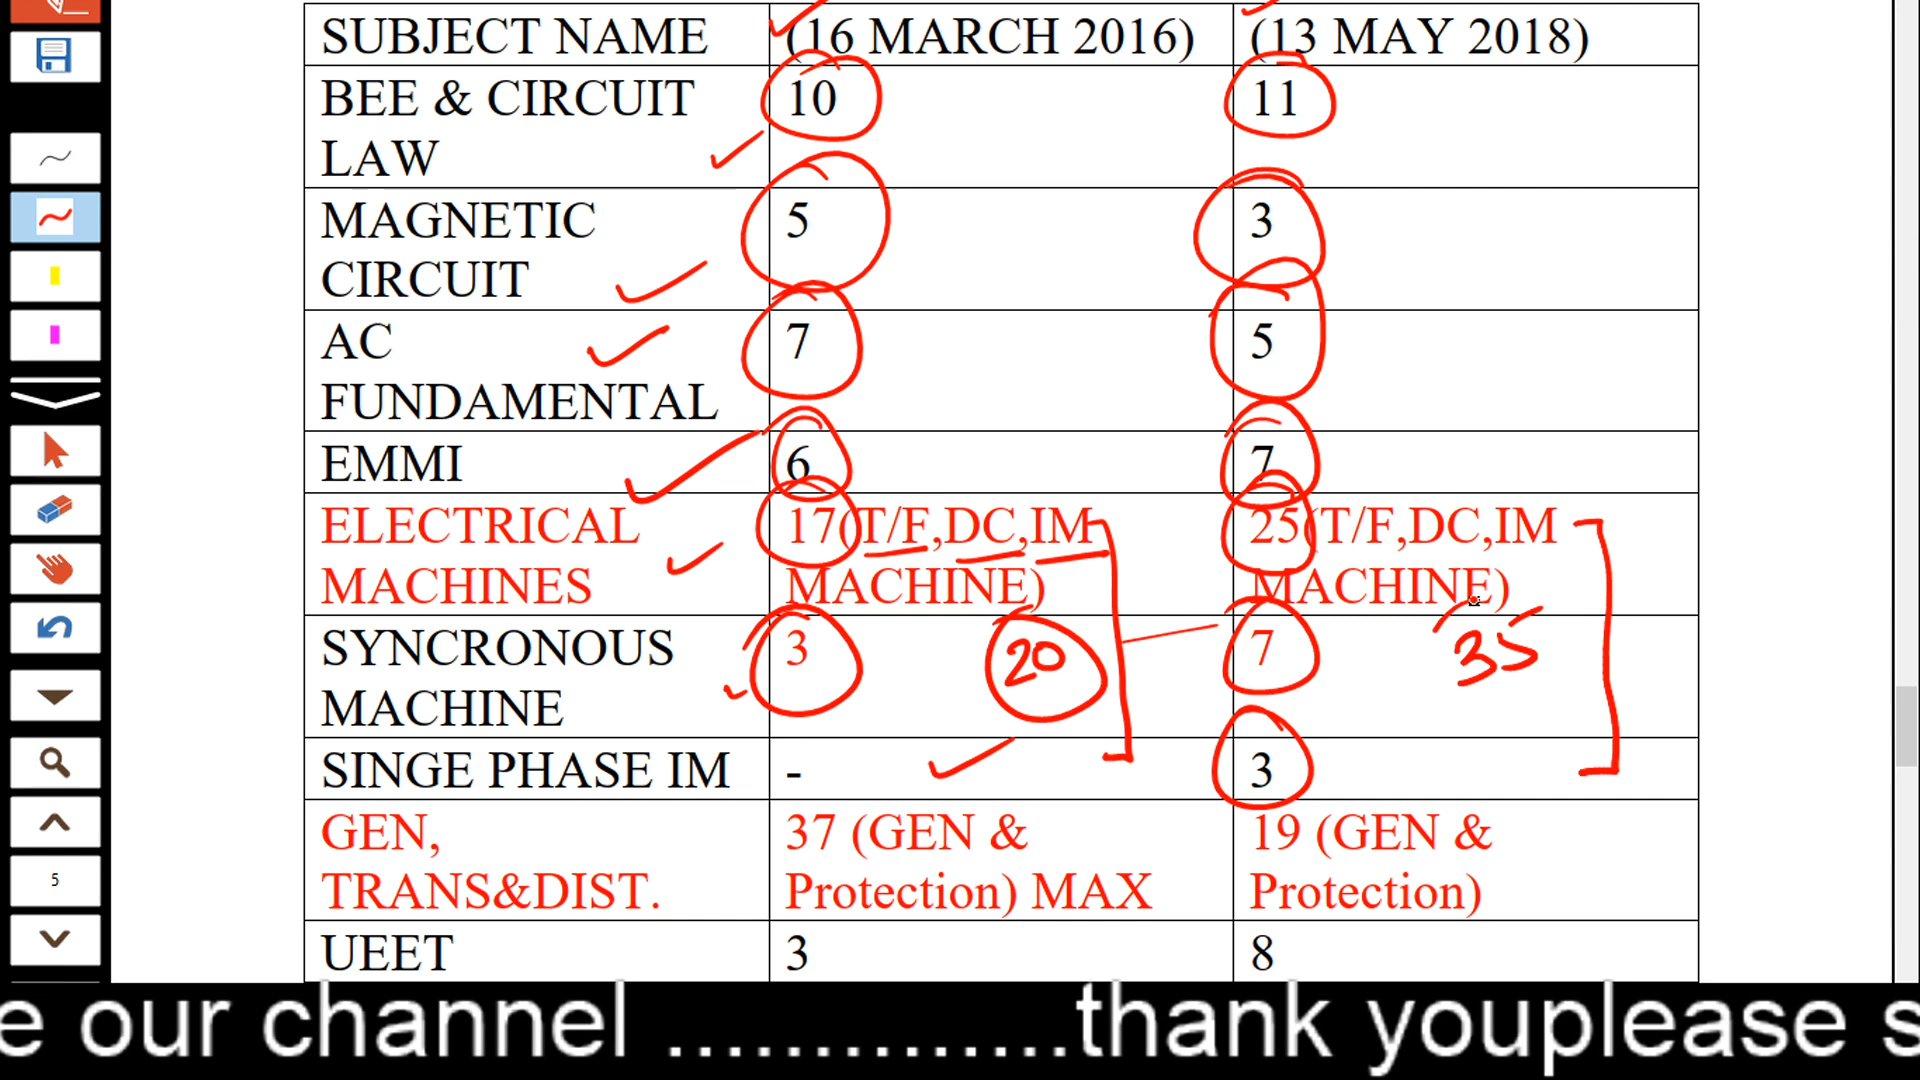 SUBJECT NAME (16 MARCH 2016) (13 MAY 2018)
BEE & CIRCUIT 10 11
LAW
MAGNETIC 5 3
CIRCUIT
AC 7 5
FUNDAMENTAL
EMMI 6 7
ELECTRICAL 17(T/F,DC,IM 25(T/F,DC,IM
MACHINES MACHINE) MACHINE)
SYNCRONOUS 3 20 7 35
MACHINE
SINGE PHASE IM - 3
GEN, 37 (GEN & 19 (GEN &
TRANS&DIST. Protection) MAX Protection)
5
UEET 3 8
e our channel ..............thank youplease s